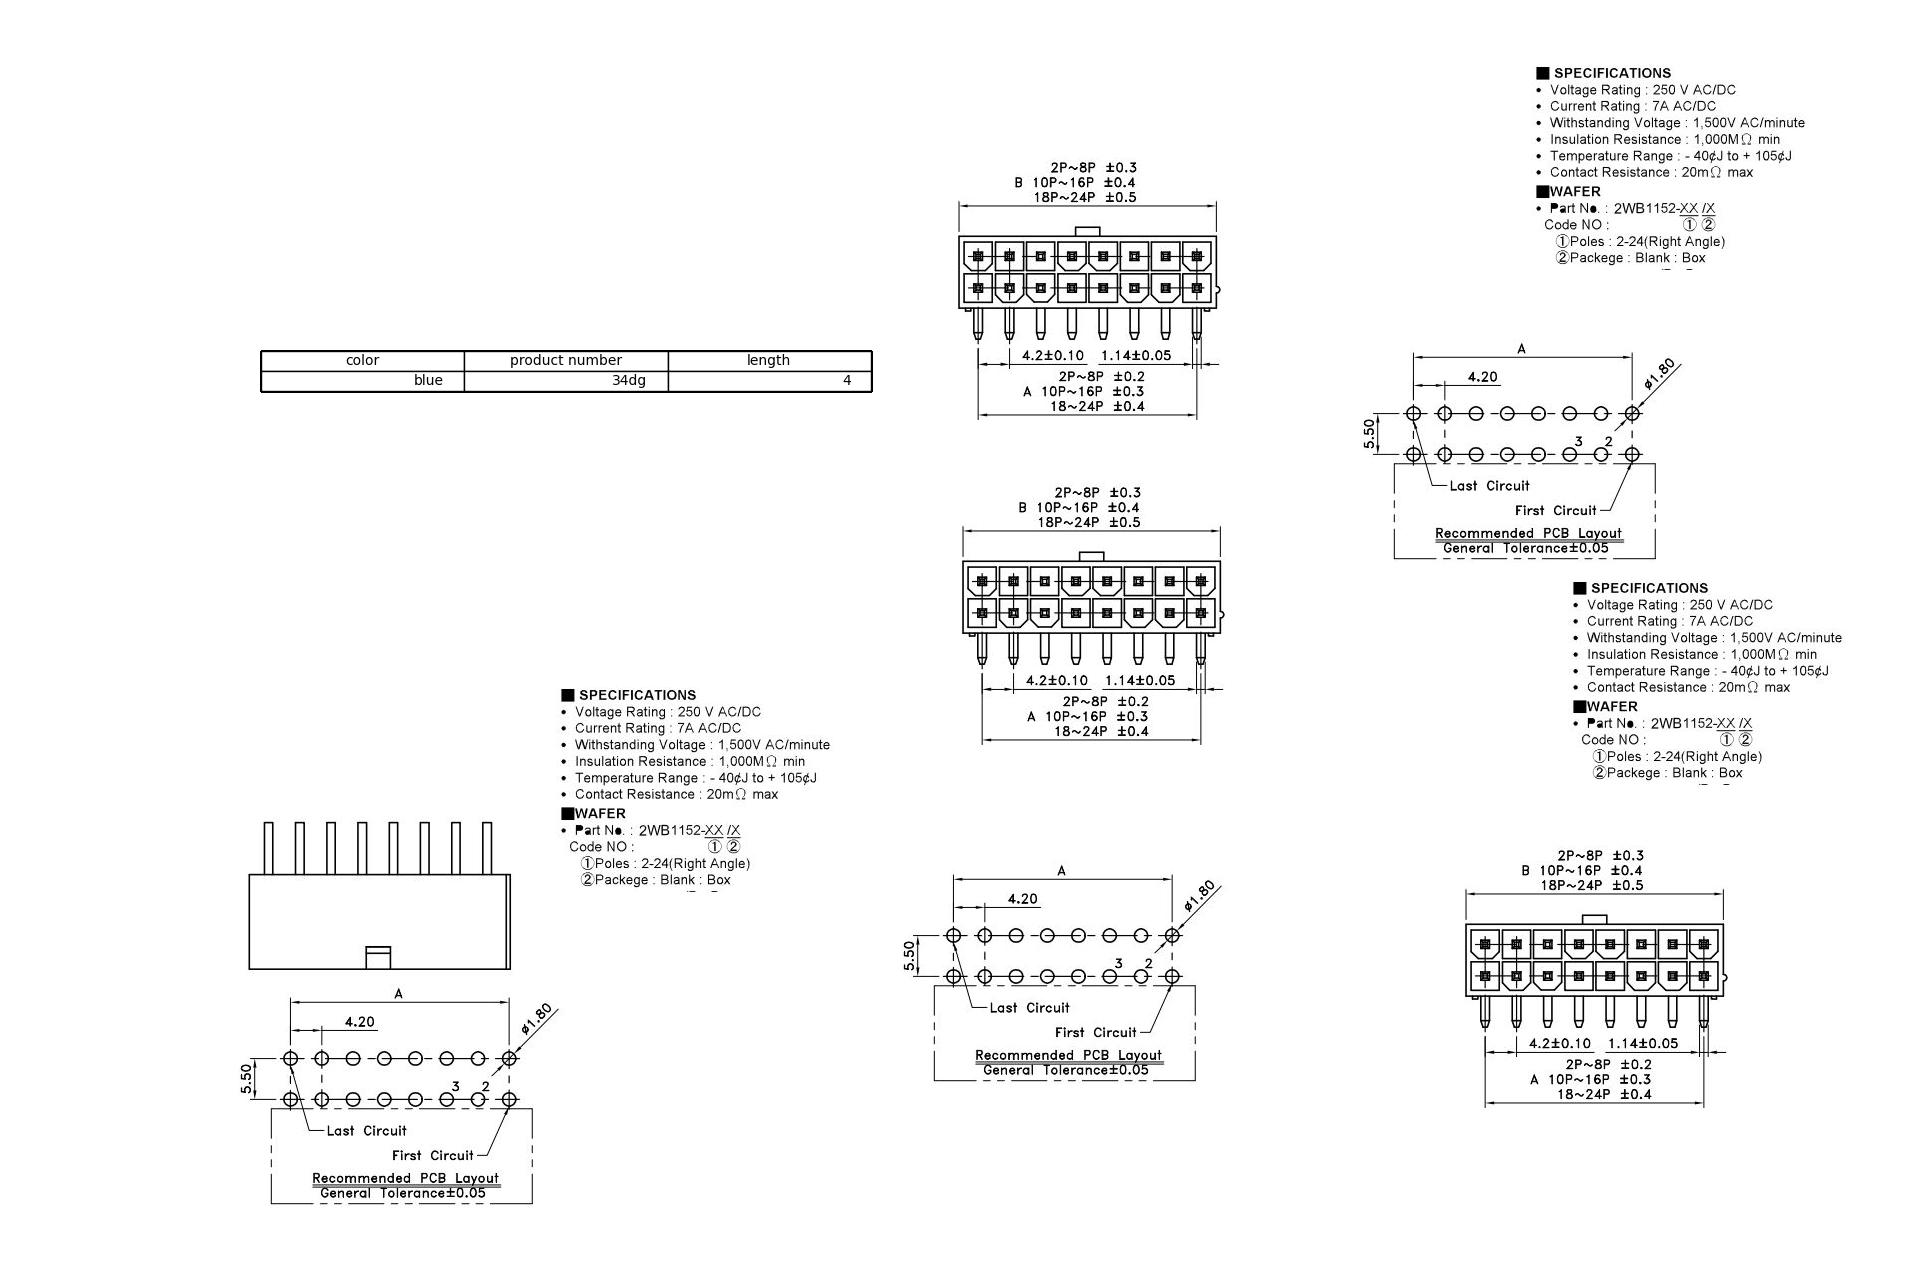 ■ SPECIFICATIONS
• Voltage Rating : 250 V AC/DC
• Current Rating : 7A AC/DC
• Withstanding Voltage : 1,500V AC/minute
• Insulation Resistance : 1,000MΩ min
• Temperature Range : - 40¢J to + 105¢J
• Contact Resistance : 20mΩ max
■WAFER
• Part No. : 2WB1152-XX /X
Code NO : ① ②
①Poles : 2-24(Right Angle)
②Packege : Blank : Box
2P~8P ±0.3
B 10P~16P ±0.4
18P~24P ±0.5
4.2±0.10 1.14±0.05
2P~8P ±0.2
A 10P~16P ±0.3
18~24P ±0.4
color product number length
blue 34dg 4
A
4.20
ø1.80
5.50
3 2
Last Circuit
First Circuit
Recommended PCB Layout
General Tolerance±0.05
2P~8P ±0.3
B 10P~16P ±0.4
18P~24P ±0.5
4.2±0.10 1.14±0.05
2P~8P ±0.2
A 10P~16P ±0.3
18~24P ±0.4
■ SPECIFICATIONS
• Voltage Rating : 250 V AC/DC
• Current Rating : 7A AC/DC
• Withstanding Voltage : 1,500V AC/minute
• Insulation Resistance : 1,000MΩ min
• Temperature Range : - 40¢J to + 105¢J
• Contact Resistance : 20mΩ max
■WAFER
• Part No. : 2WB1152-XX /X
Code NO : ① ②
①Poles : 2-24(Right Angle)
②Packege : Blank : Box
■ SPECIFICATIONS
• Voltage Rating : 250 V AC/DC
• Current Rating : 7A AC/DC
• Withstanding Voltage : 1,500V AC/minute
• Insulation Resistance : 1,000MΩ min
• Temperature Range : - 40¢J to + 105¢J
• Contact Resistance : 20mΩ max
■WAFER
• Part No. : 2WB1152-XX /X
Code NO : ① ②
①Poles : 2-24(Right Angle)
②Packege : Blank : Box
A
4.20
ø1.80
5.50
3 2
Last Circuit
First Circuit
Recommended PCB Layout
General Tolerance±0.05
2P~8P ±0.3
B 10P~16P ±0.4
18P~24P ±0.5
4.2±0.10 1.14±0.05
2P~8P ±0.2
A 10P~16P ±0.3
18~24P ±0.4
A
4.20
ø1.80
5.50
3 2
Last Circuit
First Circuit
Recommended PCB Layout
General Tolerance±0.05